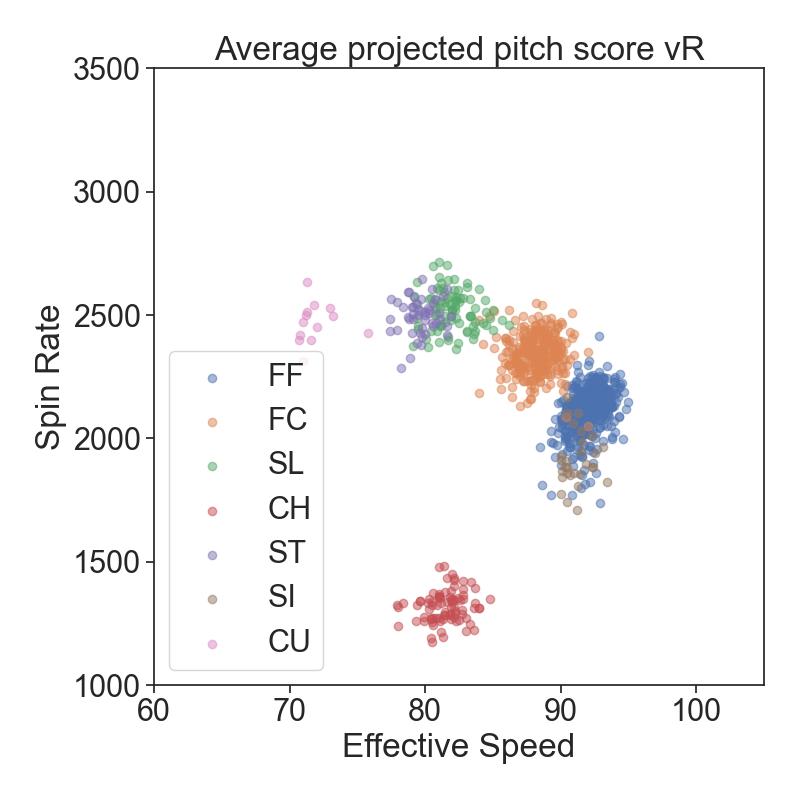 Average projected pitch score vR
3500
3000
2500
2000
1500
1000
Spin Rate
FF
FC
SL
CH
ST
SI
CU
60
70
80
90
100
Effective Speed